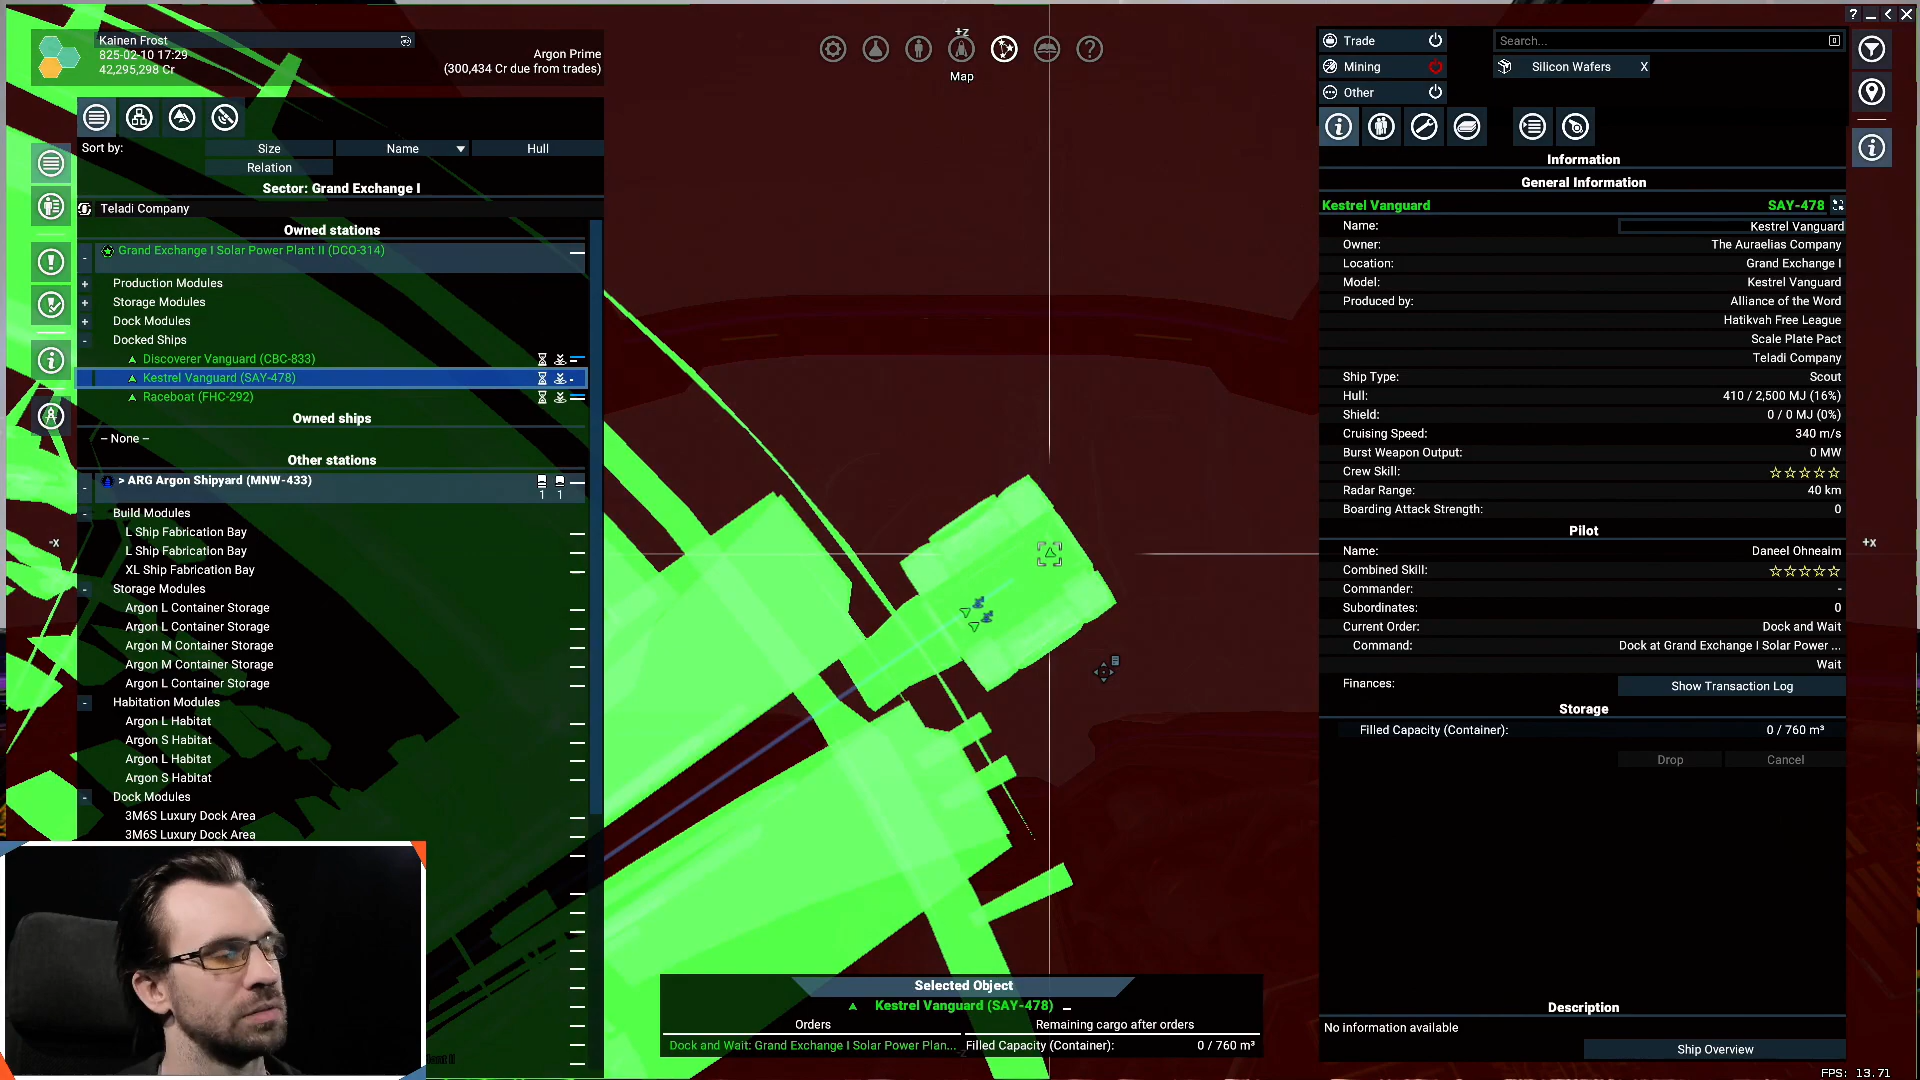 Kainen Frost
825-02-10 17:29
42,295,298 Cr
Argon Prime
(300,434 Cr due from trades)
+z
Map
Sort by:
Size
Name
Hull
Relation
Sector: Grand Exchange I
Teladi Company
Owned stations
- Grand Exchange I Solar Power Plant II (DCO-314)
+ Production Modules
+ Storage Modules
+ Dock Modules
- Docked Ships
Discoverer Vanguard (CBC-833)
Kestrel Vanguard (SAY-478)
Raceboat (FHC-292)
Owned ships
-- None --
Other stations
- > ARG Argon Shipyard (MNW-433)
1 1
- Build Modules
L Ship Fabrication Bay
L Ship Fabrication Bay
XL Ship Fabrication Bay
- Storage Modules
Argon L Container Storage
Argon L Container Storage
Argon M Container Storage
Argon M Container Storage
Argon L Container Storage
- Habitation Modules
Argon L Habitat
Argon S Habitat
Argon L Habitat
Argon S Habitat
- Dock Modules
3M6S Luxury Dock Area
3M6S Luxury Dock Area
-x
+x
Selected Object
Kestrel Vanguard (SAY-478)
Orders
Remaining cargo after orders
Dock and Wait: Grand Exchange I Solar Power Plan...
Filled Capacity (Container):
0 / 760 m³
-z
?
Trade
Mining
Other
Search...
Silicon Wafers X
Information
General Information
Kestrel Vanguard SAY-478
Name: Kestrel Vanguard
Owner: The Auraelias Company
Location: Grand Exchange I
Model: Kestrel Vanguard
Produced by: Alliance of the Word
Hatikvah Free League
Scale Plate Pact
Teladi Company
Ship Type: Scout
Hull: 410 / 2,500 MJ (16%)
Shield: 0 / 0 MJ (0%)
Cruising Speed: 340 m/s
Burst Weapon Output: 0 MW
Crew Skill: ☆☆☆☆☆
Radar Range: 40 km
Boarding Attack Strength: 0
Pilot
Name: Daneel Ohneaim
Combined Skill: ☆☆☆☆☆
Commander: -
Subordinates: 0
Current Order: Dock and Wait
Command: Dock at Grand Exchange I Solar Power ...
Wait
Finances: Show Transaction Log
Storage
Filled Capacity (Container): 0 / 760 m³
Drop
Cancel
Description
No information available
Ship Overview
FPS: 13.71